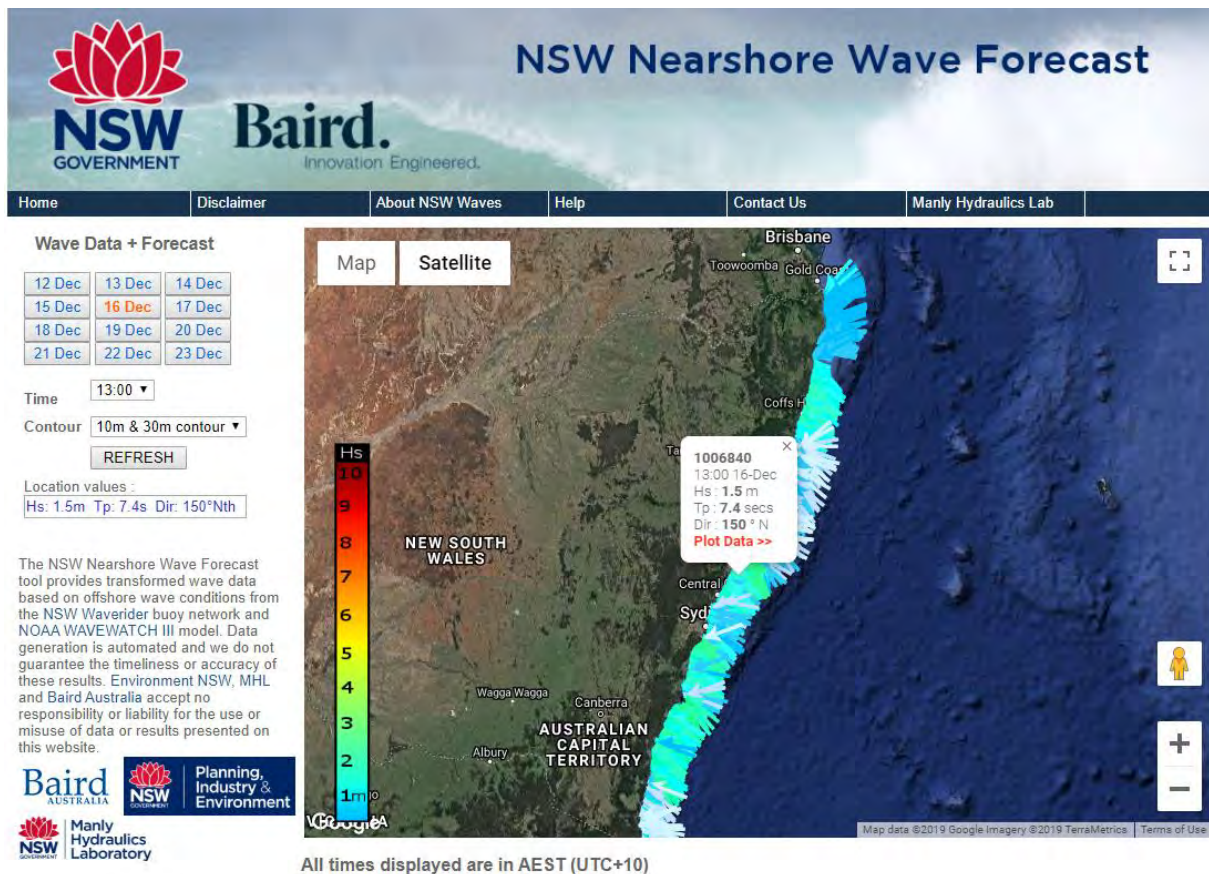 NSW Nearshore Wave Forecast
NSW
GOVERNMENT
Baird.
Innovation Engineered.
Home
Disclaimer
About NSW Waves
Help
Contact Us
Manly Hydraulics Lab
Wave Data + Forecast
12 Dec 13 Dec 14 Dec
15 Dec 16 Dec 17 Dec
18 Dec 19 Dec 20 Dec
21 Dec 22 Dec 23 Dec
Time 13:00
Contour 10m & 30m contour
REFRESH
Location values :
Hs: 1.5m Tp: 7.4s Dir: 150°Nth
The NSW Nearshore Wave Forecast
tool provides transformed wave data
based on offshore wave conditions from
the NSW Waverider buoy network and
NOAA WAVEWATCH III model. Data
generation is automated and we do not
guarantee the timeliness or accuracy of
these results. Environment NSW, MHL
and Baird Australia accept no
responsibility or liability for the use or
misuse of data or results presented on
this website.
Baird
AUSTRALIA
NSW
GOVERNMENT
Planning,
Industry &
Environment
NSW
GOVERNMENT
Manly
Hydraulics
Laboratory
Map Satellite
Brisbane
Toowoomba Gold Coa
Coffs H
Ta
1006840
13:00 16-Dec
Hs : 1.5 m
Tp : 7.4 secs
Dir : 150 ° N
Plot Data >>
Hs
10
9
8
7
6
5
4
3
2
1m
NEW SOUTH
WALES
Central
Syd
Wagga Wagga
Canberra
AUSTRALIAN
CAPITAL
TERRITORY
Albury
Google
Map data ©2019 Google Imagery ©2019 TerraMetrics
Terms of Use
All times displayed are in AEST (UTC+10)